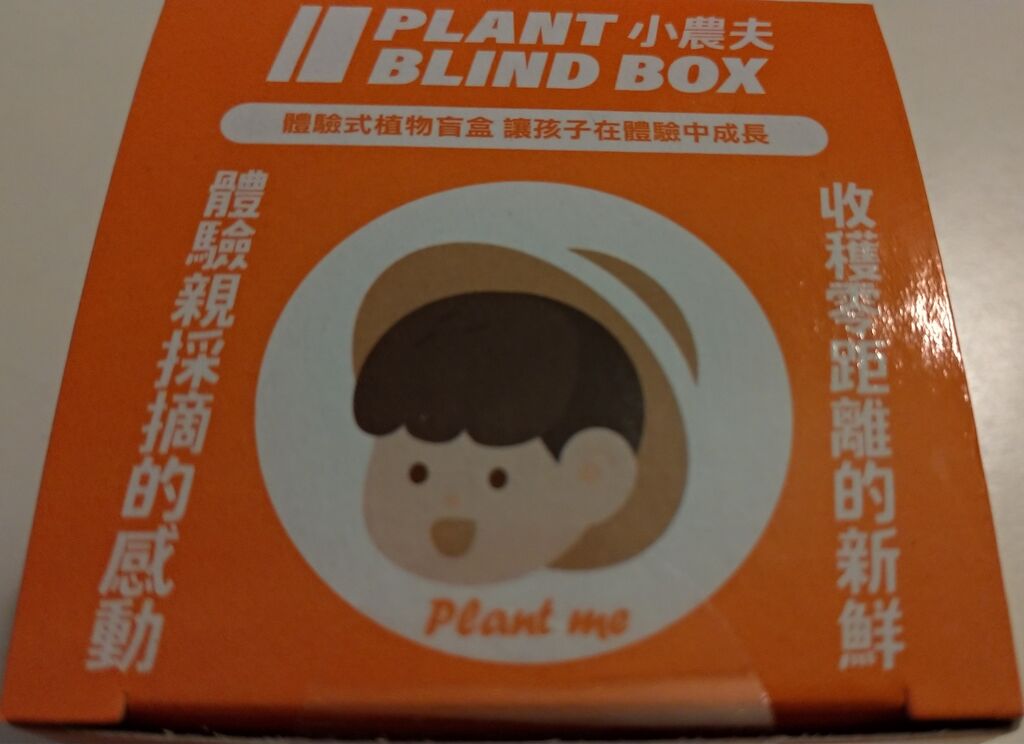 PLANT 小農夫
BLIND BOX
體驗式植物盲盒 讓孩子在體驗中成長
體驗親採摘的感動
收穫零距離的新鮮
Plant me